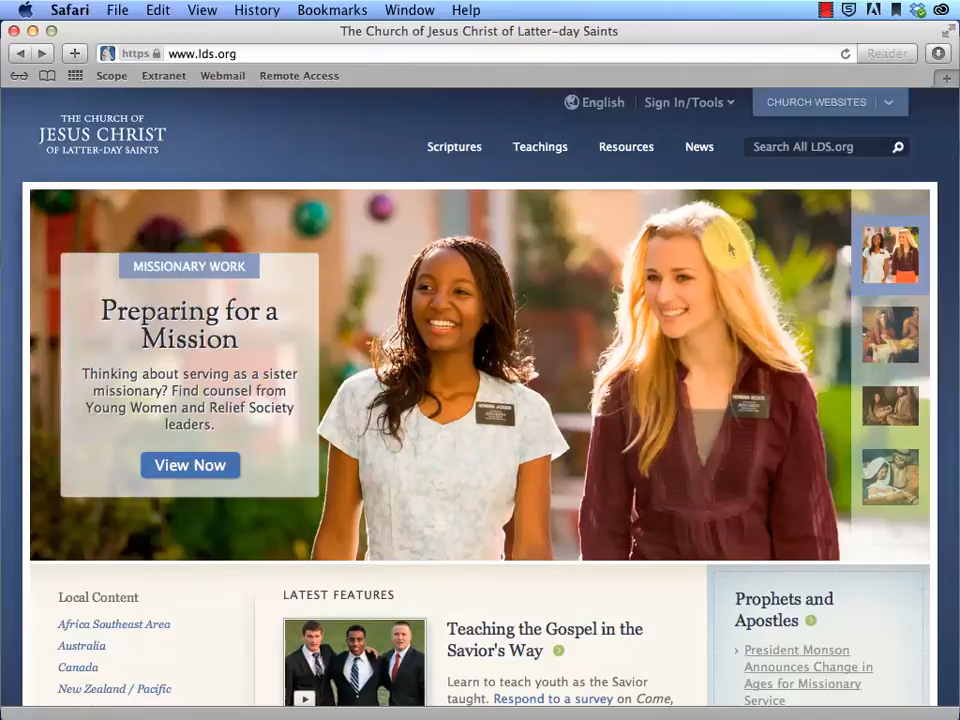 Safari File Edit View History Bookmarks Window Help
The Church of Jesus Christ of Latter-day Saints
https www.lds.org Reader
Scope Extranet Webmail Remote Access
English Sign In/Tools CHURCH WEBSITES
THE CHURCH OF
JESUS CHRIST
OF LATTER-DAY SAINTS
Scriptures Teachings Resources News Search All LDS.org
MISSIONARY WORK
Preparing for a
Mission
Thinking about serving as a sister
missionary? Find counsel from
Young Women and Relief Society
leaders.
View Now
Local Content
Africa Southeast Area
Australia
Canada
New Zealand / Pacific
LATEST FEATURES
Teaching the Gospel in the
Savior's Way
Learn to teach youth as the Savior
taught. Respond to a survey on Come,
Prophets and
Apostles
President Monson
Announces Change in
Ages for Missionary
Service